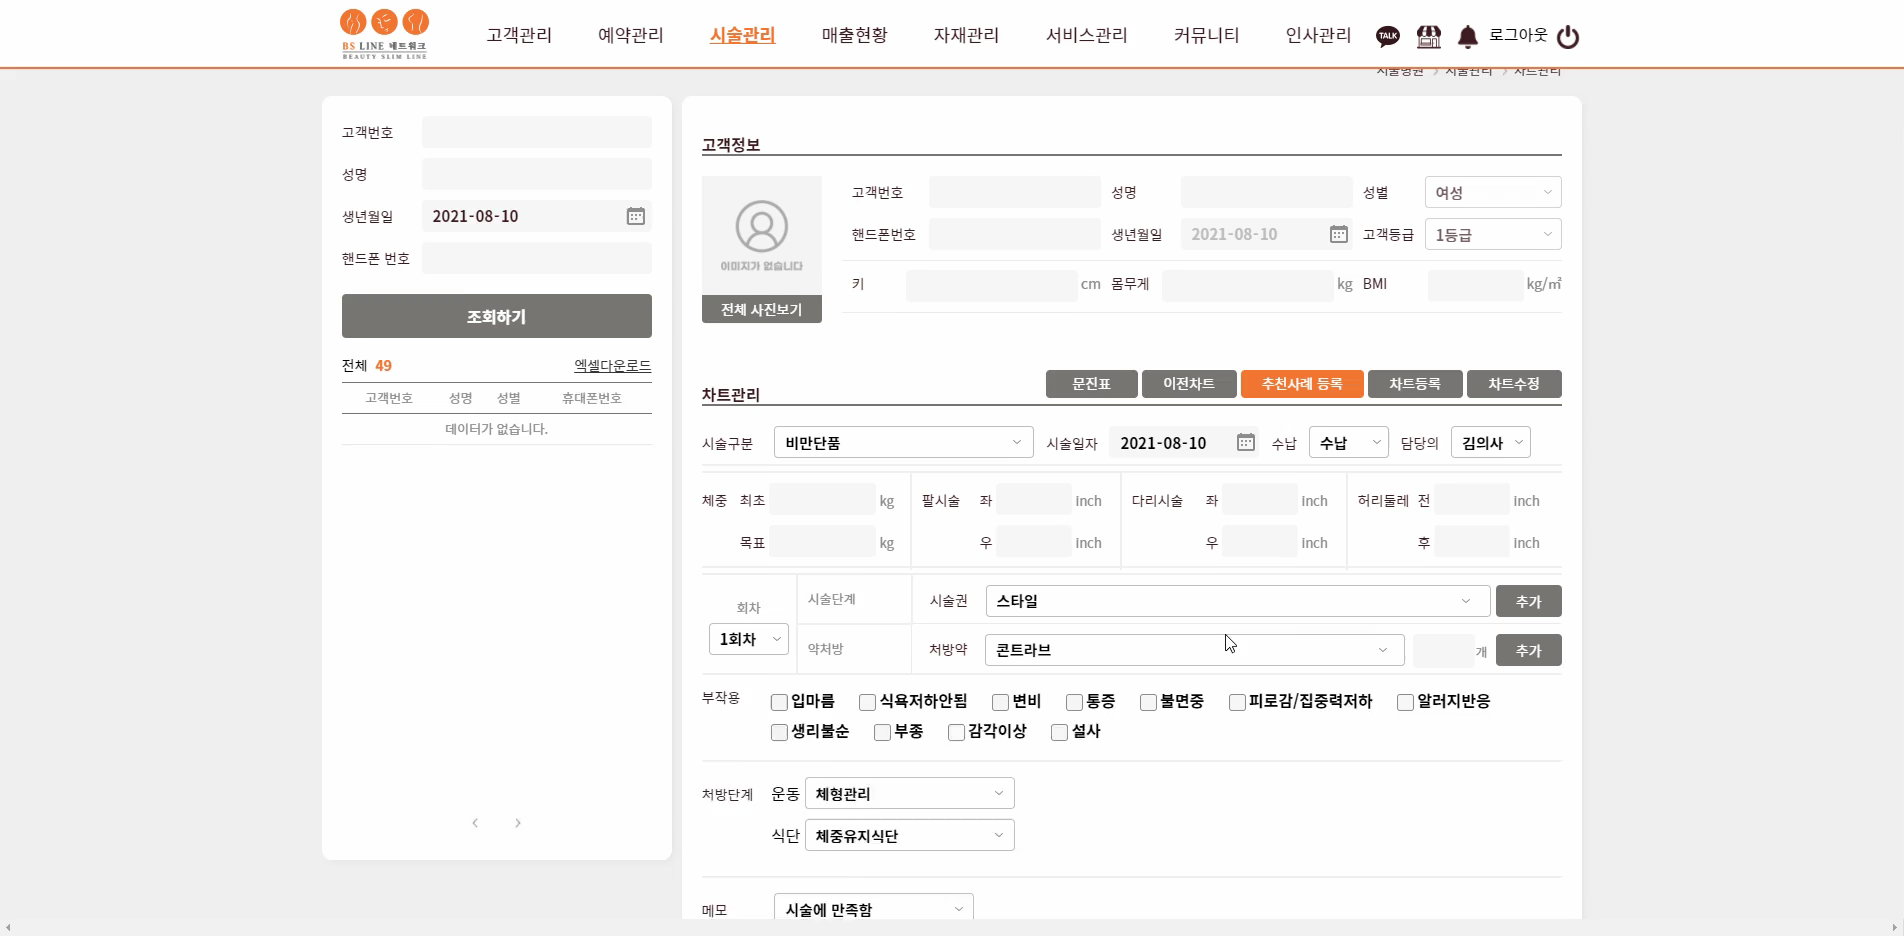 BS LINE 네트워크
BEAUTY SLIM LINE
고객관리 예약관리 시술관리 매출현황 자재관리 서비스관리 커뮤니티 인사관리 TALK 로그아웃
시술병원 > 시술관리 > 차트관리
고객번호
성명
생년월일 2021-08-10
핸드폰 번호
조회하기
전체 49 엑셀다운로드
고객번호 성명 성별 휴대폰번호
데이터가 없습니다.
고객정보
이미지가 없습니다
전체 사진보기
고객번호 성명 성별 여성
핸드폰번호 생년월일 2021-08-10 고객등급 1등급
키 cm 몸무게 kg BMI kg/㎡
차트관리 문진표 이전차트 추천사례 등록 차트등록 차트수정
시술구분 비만단품 시술일자 2021-08-10 수납 수납 담당의 김의사
체중 최초 kg 팔시술 좌 inch 다리시술 좌 inch 허리둘레 전 inch
목표 kg 우 inch 우 inch 후 inch
회차 시술단계 시술권 스타일 추가
1회차 약처방 처방약 콘트라브 개 추가
부작용 입마름 식욕저하안됨 변비 통증 불면중 피로감/집중력저하 알러지반응
생리불순 부종 감각이상 설사
처방단계 운동 체형관리
식단 체중유지식단
메모 시술에 만족함